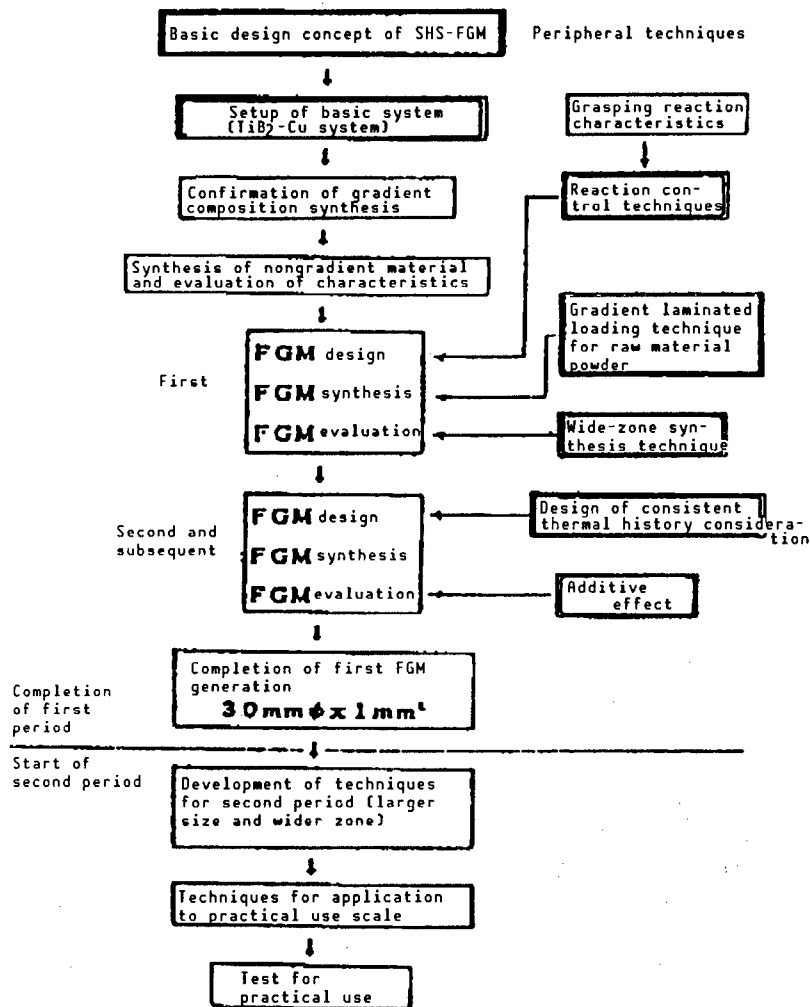 Basic design concept of SHS-FGM
Peripheral techniques
Setup of basic system
(TiB2-Cu system)
Grasping reaction
characteristics
Confirmation of gradient
composition synthesis
Reaction con-
trol techniques
Synthesis of nongradient material
and evaluation of characteristics
Gradient laminated
loading technique
for raw material
powder
First
FGM design
FGM synthesis
FGM evaluation
Wide-zone syn-
thesis technique
Second and
subsequent
FGM design
FGM synthesis
FGM evaluation
Design of consistent
thermal history considera-
tion
Additive
effect
Completion of first FGM
generation
30mmφx1mmt
Completion
of first
period
Start of
second period
Development of techniques
for second period (larger
size and wider zone)
Techniques for application
to practical use scale
Test for
practical use